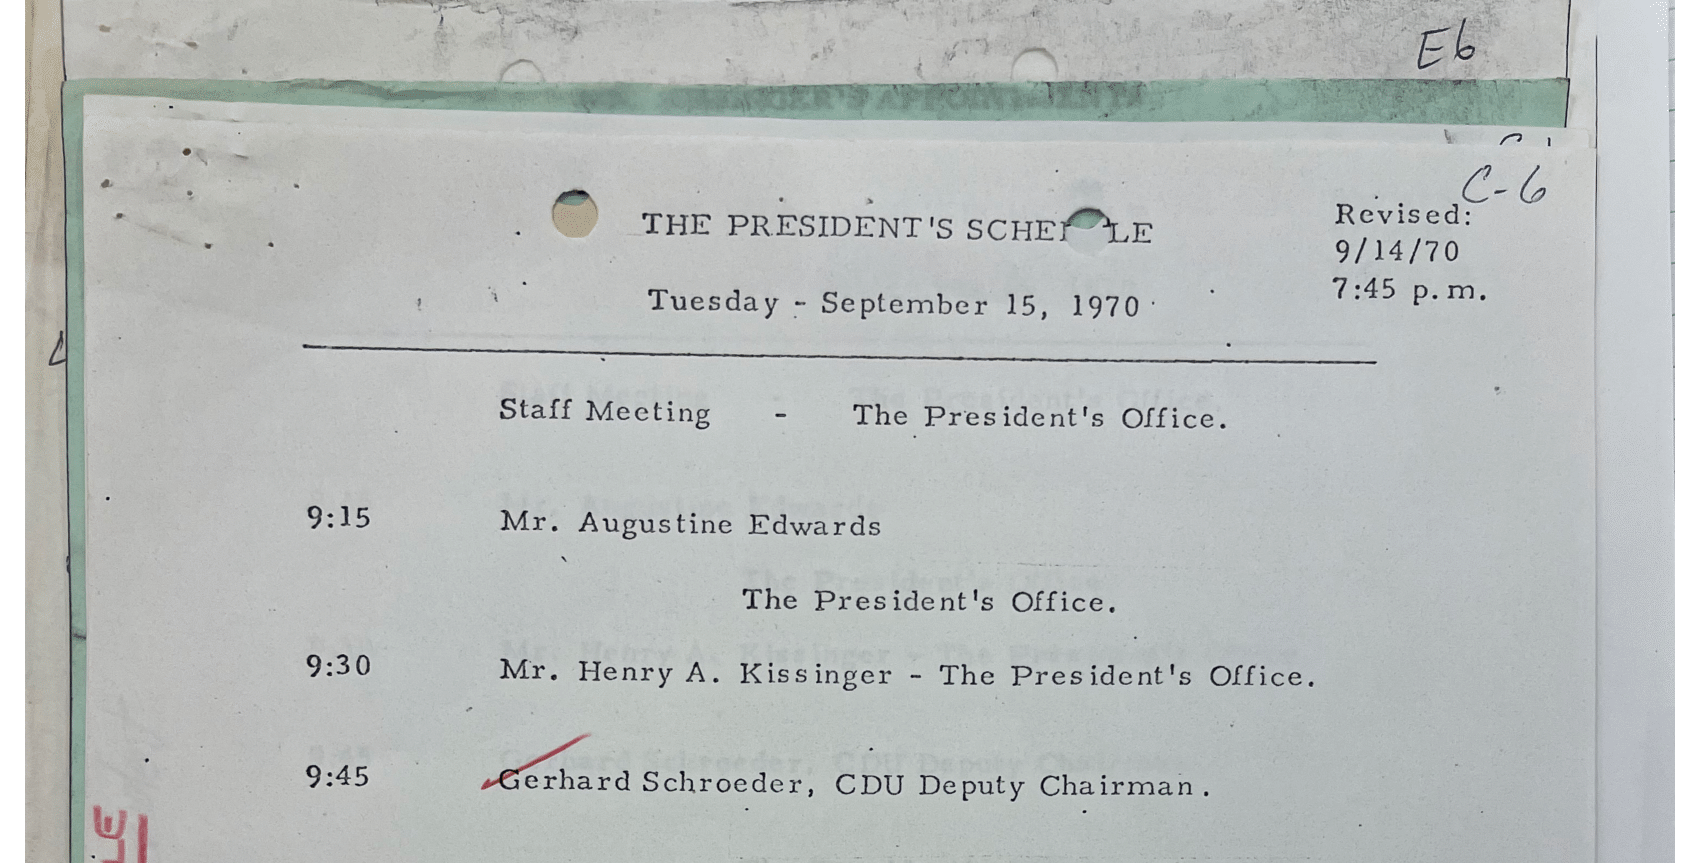 E6
C-6
THE PRESIDENT'S SCHE LE
Revised:
9/14/70
7:45 p.m.
Tuesday - September 15, 1970
Staff Meeting - The President's Office.
9:15 Mr. Augustine Edwards
The President's Office.
9:30 Mr. Henry A. Kissinger - The President's Office.
9:45 Gerhard Schroeder, CDU Deputy Chairman.
LE